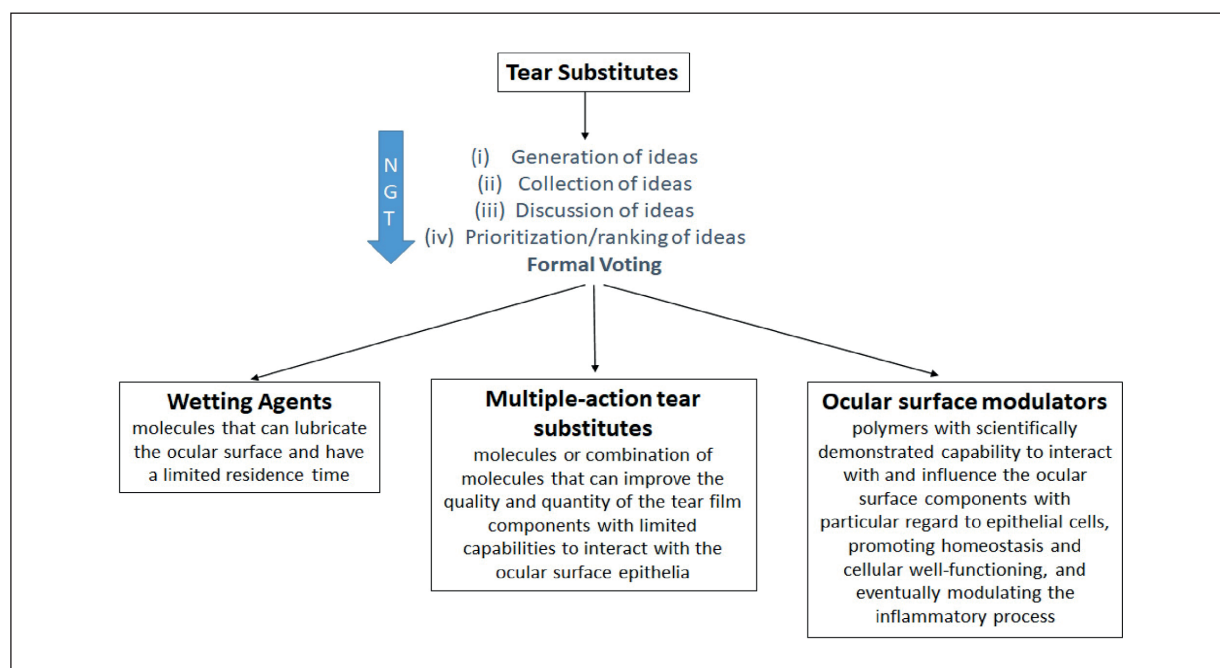 Tear Substitutes
N
G
T
(i) Generation of ideas
(ii) Collection of ideas
(iii) Discussion of ideas
(iv) Prioritization/ranking of ideas
Formal Voting
Wetting Agents
molecules that can lubricate
the ocular surface and have
a limited residence time
Multiple-action tear
substitutes
molecules or combination of
molecules that can improve the
quality and quantity of the tear film
components with limited
capabilities to interact with the
ocular surface epithelia
Ocular surface modulators
polymers with scientifically
demonstrated capability to interact
with and influence the ocular
surface components with
particular regard to epithelial cells,
promoting homeostasis and
cellular well-functioning, and
eventually modulating the
inflammatory process